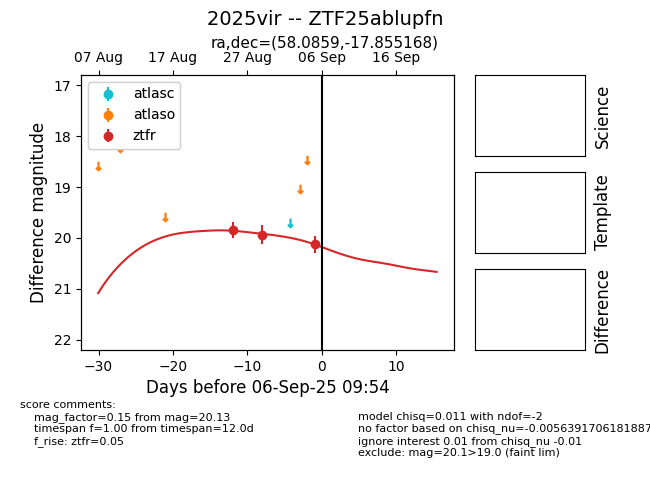 2025vir -- ZTF25ablupfn
ra,dec=(58.0859,-17.855168)
07 Aug 17 Aug 27 Aug 06 Sep 16 Sep
atlasc
atlaso
ztfr
17
18
19
20
21
22
Difference magnitude
−30 −20 −10 0 10
Days before 06-Sep-25 09:54
Science
Template
Difference
score comments:
mag_factor=0.15 from mag=20.13
timespan f=1.00 from timespan=12.0d
f_rise: ztfr=0.05
model chisq=0.011 with ndof=-2
no factor based on chisq_nu=-0.0056391706181887
ignore interest 0.01 from chisq_nu -0.01
exclude: mag=20.1>19.0 (faint lim)